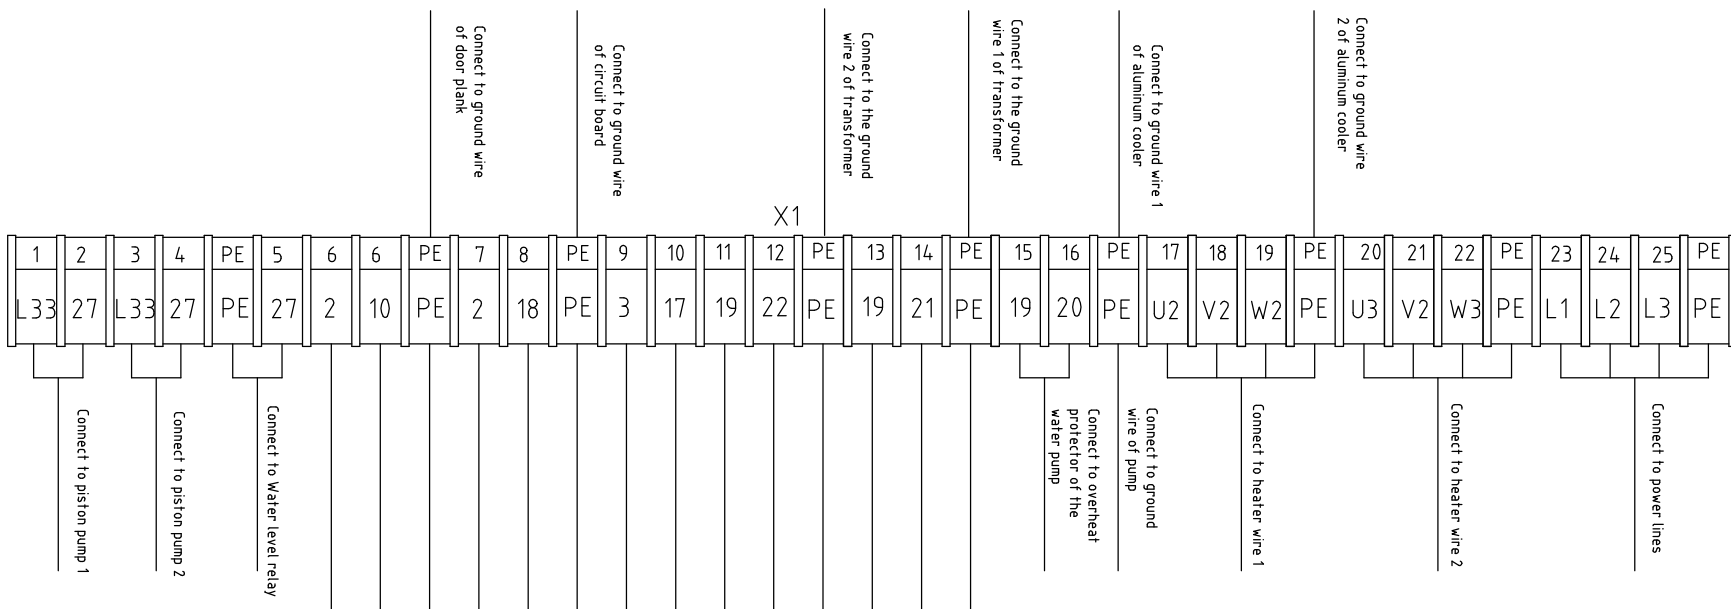 Connect to ground wire
of door plank
Connect to ground wire
of circuit board
Connect to the ground
wire 2 of transformer
Connect to the ground
wire 1 of transformer
Connect to ground wire 1
of aluminum cooler
Connect to ground wire
2 of aluminum cooler
X1
1 2 3 4 PE 5 6 6 PE 7 8 PE 9 10 11 12 PE 13 14 PE 15 16 PE 17 18 19 PE 20 21 22 PE 23 24 25 PE
L33 27 L33 27 PE 27 2 10 PE 2 18 PE 3 17 19 22 PE 19 21 PE 19 20 PE U2 V2 W2 PE U3 V2 W3 PE L1 L2 L3 PE
Connect to piston pump 1
Connect to piston pump 2
Connect to Water level relay
Connect to overheat
protector of the
water pump
Connect to ground
wire of pump
Connect to heater wire 1
Connect to heater wire 2
Connect to power lines